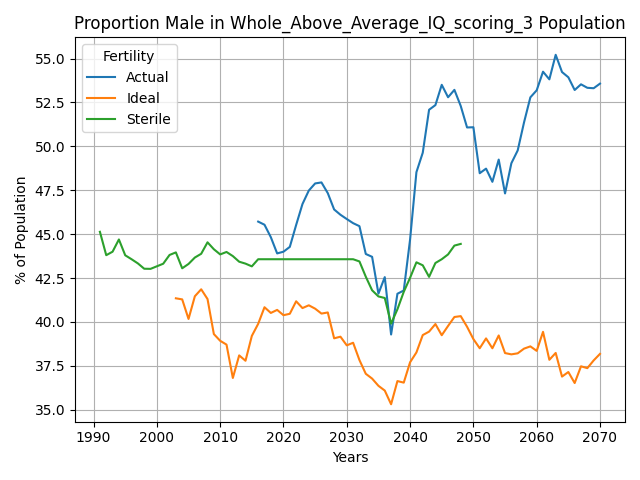 Proportion Male in Whole_Above_Average_IQ_scoring_3 Population
Fertility
Actual
Ideal
Sterile
% of Population
55.0
52.5
50.0
47.5
45.0
42.5
40.0
37.5
35.0
1990 2000 2010 2020 2030 2040 2050 2060 2070
Years